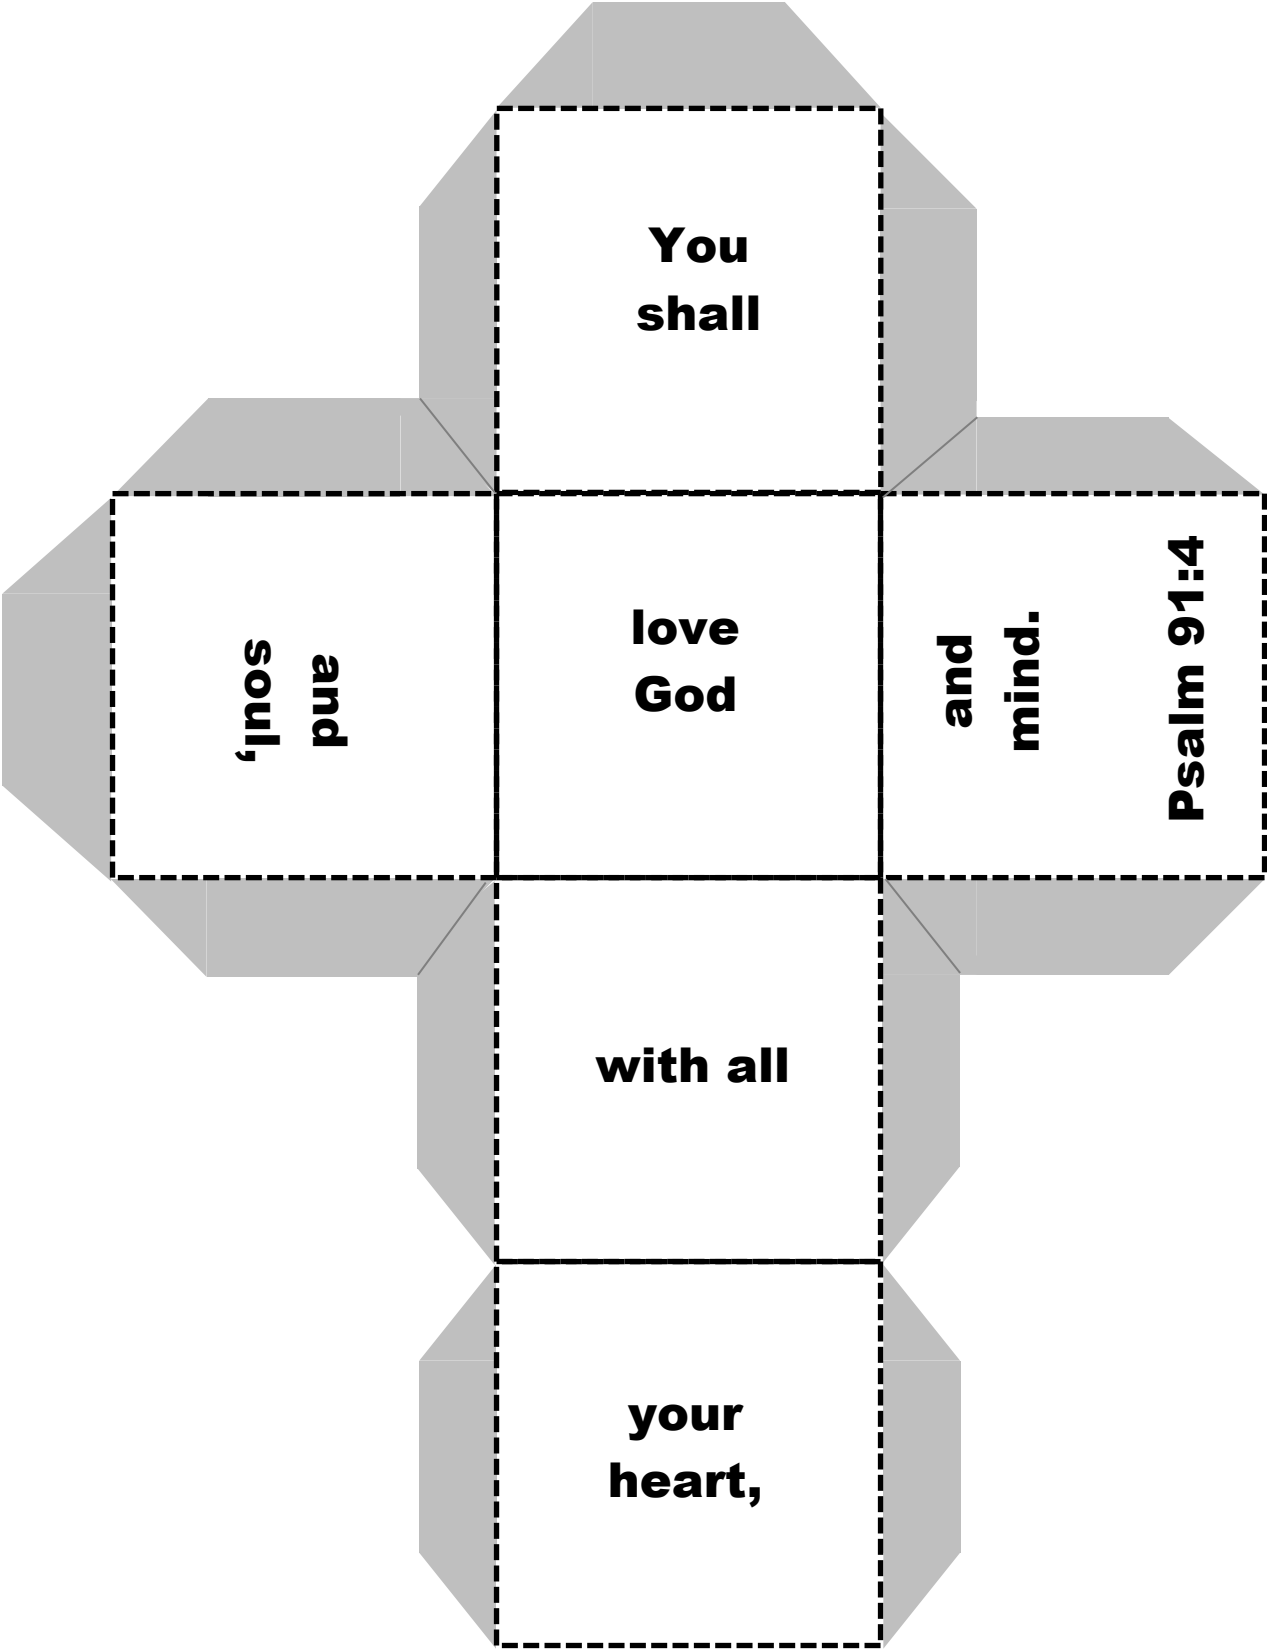 You
shall
love
God
with all
your
heart,
and
soul,
and
mind.
Psalm 91:4